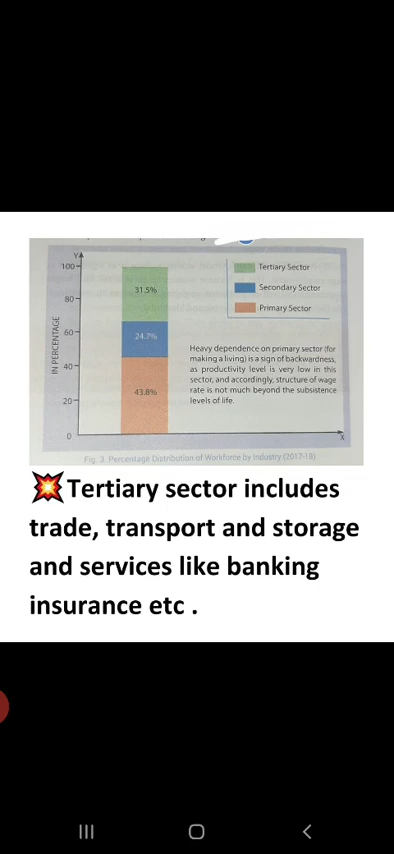 Y
100
80
60
40
20
0
X
IN PERCENTAGE
31.5%
24.7%
43.8%
Tertiary Sector
Secondary Sector
Primary Sector
Heavy dependence on primary sector (for
making a living) is a sign of backwardness,
as productivity level is very low in this
sector, and accordingly, structure of wage
rate is not much beyond the subsistence
levels of life.
Fig. 3. Percentage Distribution of Workforce by Industry (2017-18)
Tertiary sector includes
trade, transport and storage
and services like banking
insurance etc .